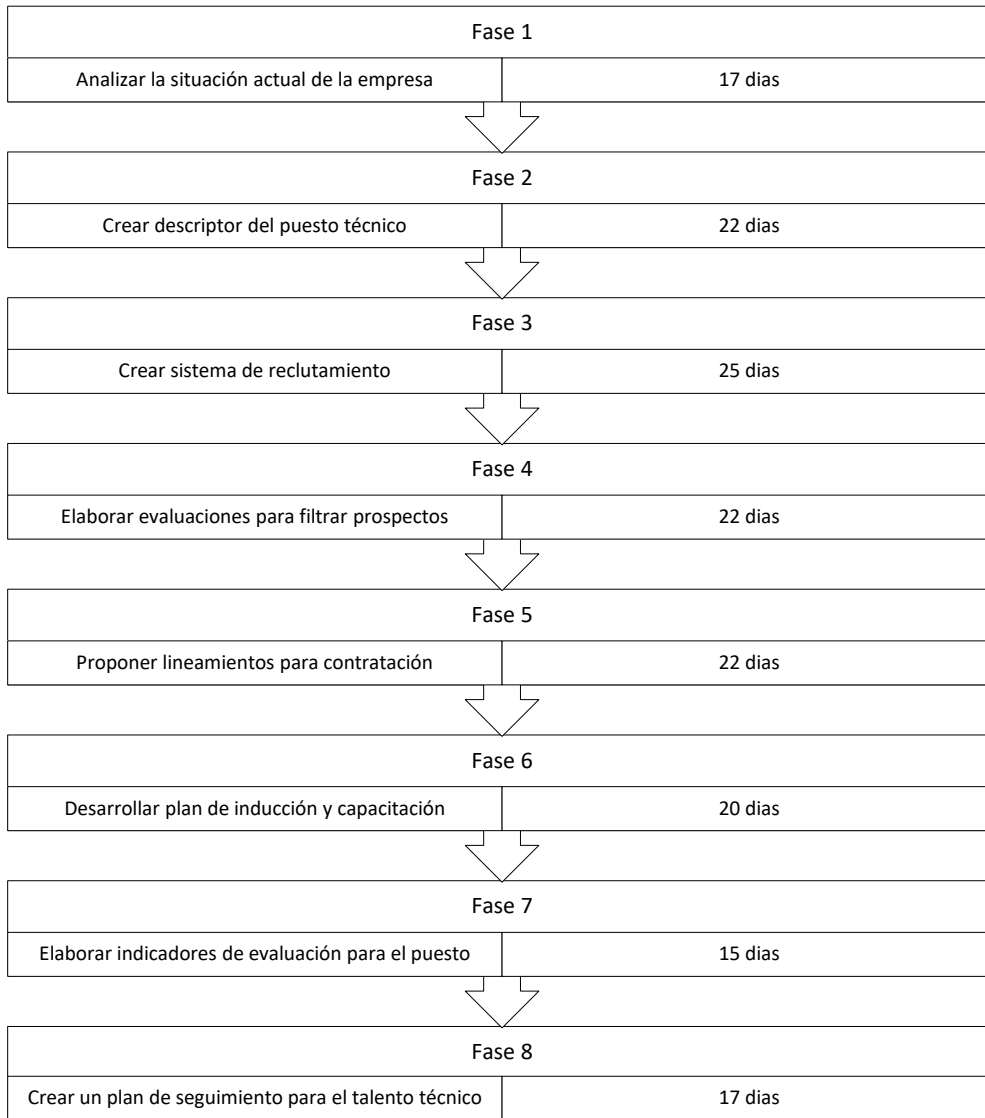 Fase 1
Analizar la situación actual de la empresa
17 dias
Fase 2
Crear descriptor del puesto técnico
22 dias
Fase 3
Crear sistema de reclutamiento
25 dias
Fase 4
Elaborar evaluaciones para filtrar prospectos
22 dias
Fase 5
Proponer lineamientos para contratación
22 dias
Fase 6
Desarrollar plan de inducción y capacitación
20 dias
Fase 7
Elaborar indicadores de evaluación para el puesto
15 dias
Fase 8
Crear un plan de seguimiento para el talento técnico
17 dias